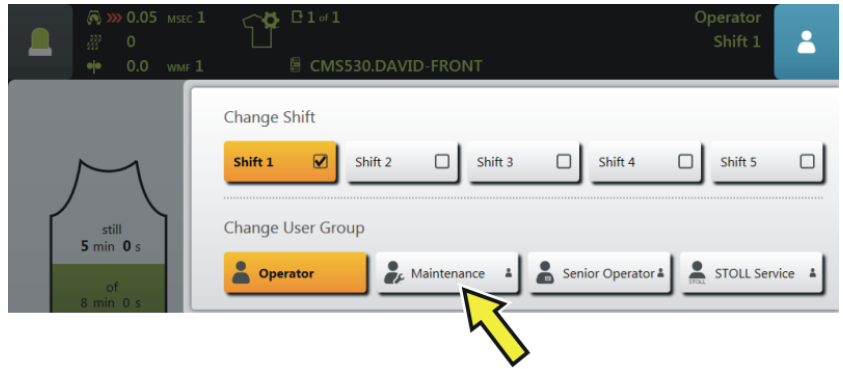 0.05 MSEC 1
1 of 1
Operator
0
Shift 1
0.0 WMF 1
CMS530.DAVID-FRONT
Change Shift
Shift 1
Shift 2
Shift 3
Shift 4
Shift 5
still
5 min 0 s
of
8 min 0 s
Change User Group
Operator
Maintenance
Senior Operator
STOLL
STOLL Service